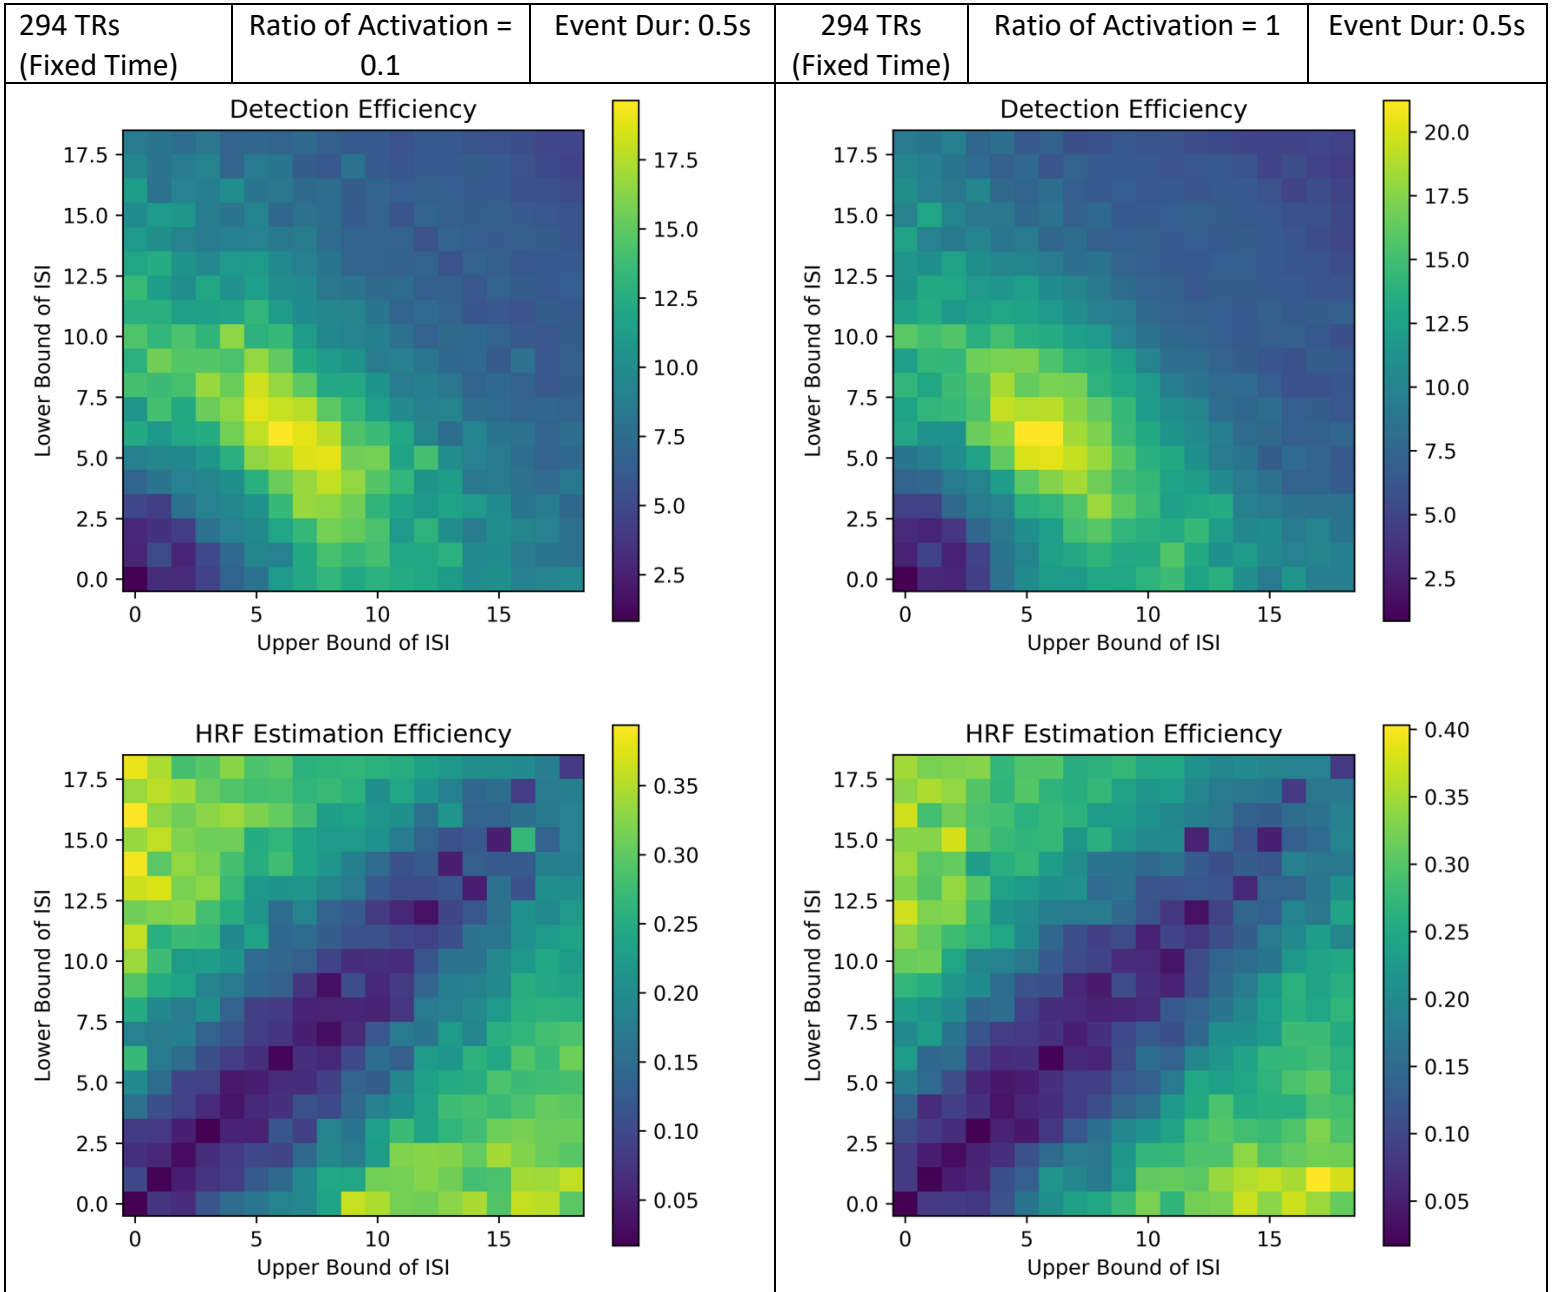 294 TRs
(Fixed Time)
Ratio of Activation =
0.1
Event Dur: 0.5s
294 TRs
(Fixed Time)
Ratio of Activation = 1
Event Dur: 0.5s
Detection Efficiency
17.5
15.0
12.5
10.0
7.5
5.0
2.5
0.0
Lower Bound of ISI
0 5 10 15
Upper Bound of ISI
17.5
15.0
12.5
10.0
7.5
5.0
2.5
Detection Efficiency
17.5
15.0
12.5
10.0
7.5
5.0
2.5
0.0
Lower Bound of ISI
0 5 10 15
Upper Bound of ISI
20.0
17.5
15.0
12.5
10.0
7.5
5.0
2.5
HRF Estimation Efficiency
17.5
15.0
12.5
10.0
7.5
5.0
2.5
0.0
Lower Bound of ISI
0 5 10 15
Upper Bound of ISI
0.35
0.30
0.25
0.20
0.15
0.10
0.05
HRF Estimation Efficiency
17.5
15.0
12.5
10.0
7.5
5.0
2.5
0.0
Lower Bound of ISI
0 5 10 15
Upper Bound of ISI
0.40
0.35
0.30
0.25
0.20
0.15
0.10
0.05